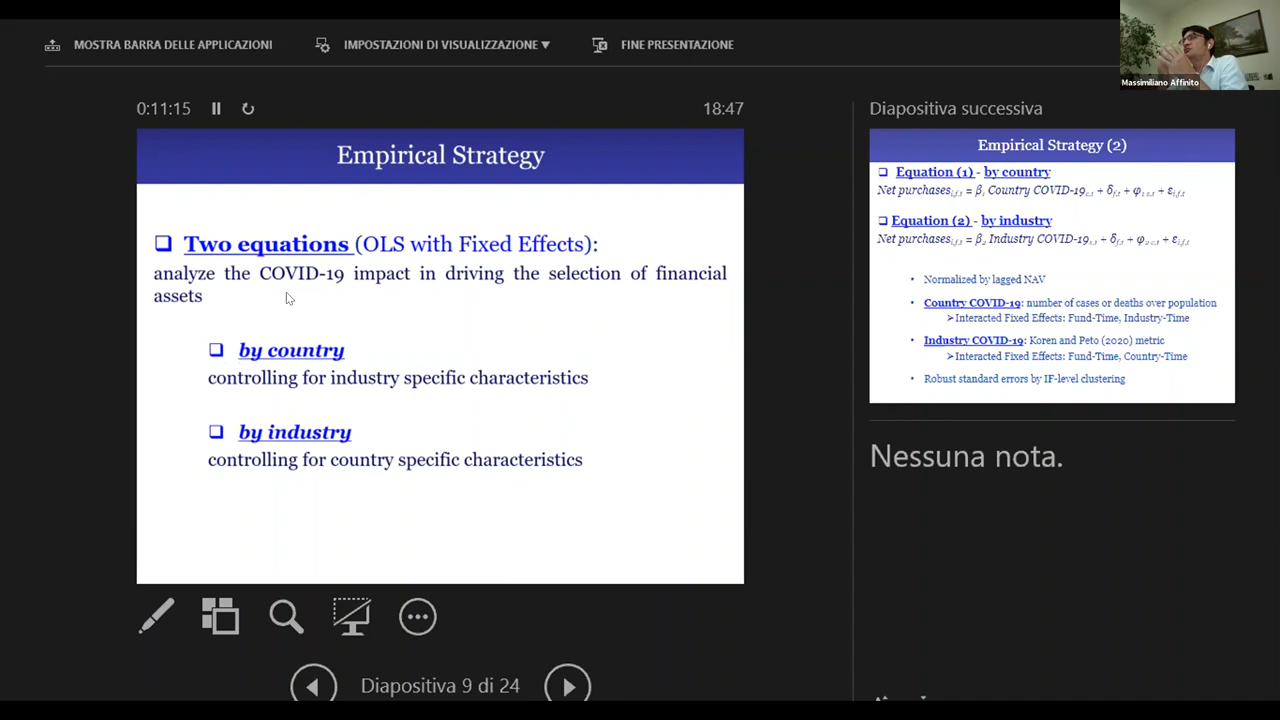 MOSTRA BARRA DELLE APPLICAZIONI
IMPOSTAZIONI DI VISUALIZZAZIONE ▼
FINE PRESENTAZIONE
Massimiliano Affinito
0:11:15
18:47
Empirical Strategy
❑ Two equations (OLS with Fixed Effects):
analyze the COVID-19 impact in driving the selection of financial
assets
❑ by country
controlling for industry specific characteristics
❑ by industry
controlling for country specific characteristics
Diapositiva 9 di 24
Diapositiva successiva
Empirical Strategy (2)
❑ Equation (1) - by country
Net purchases = β Country COVID-19 + δ + φ + ε
❑ Equation (2) - by industry
Net purchases = β Industry COVID-19 + δ + φ + ε
• Normalized by lagged NAV
• Country COVID-19: number of cases or deaths over population
➢ Interacted Fixed Effects: Fund-Time, Industry-Time
• Industry COVID-19: Koren and Peto (2020) metric
➢ Interacted Fixed Effects: Fund-Time, Country-Time
• Robust standard errors by IF-level clustering
Nessuna nota.